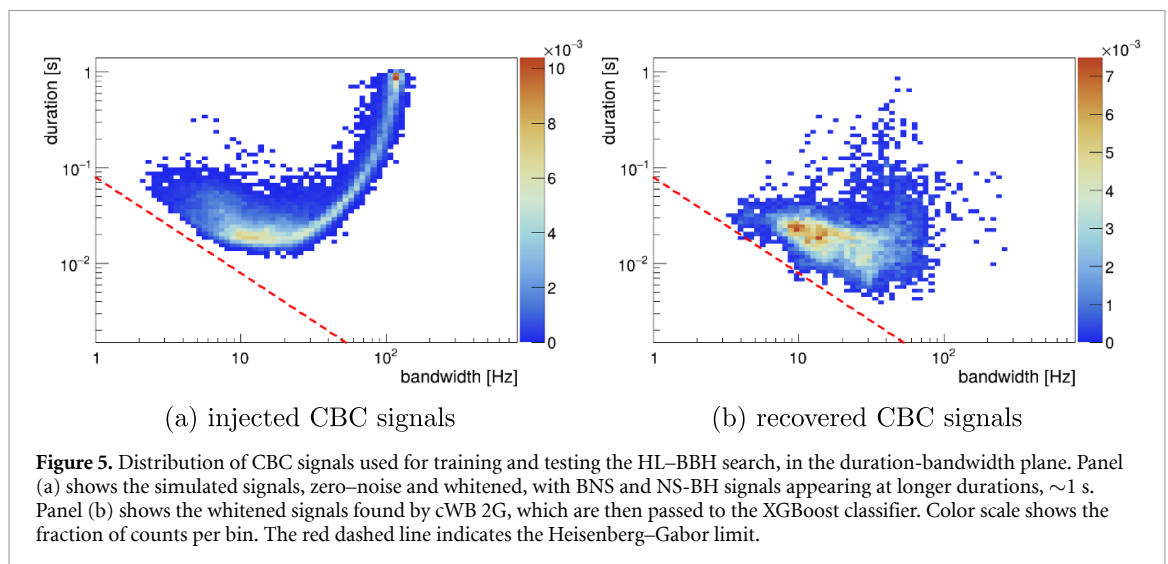 ×10⁻³
×10⁻³
duration [s]
duration [s]
1
10⁻¹
10⁻²
10
8
6
4
2
0
1
10
10²
bandwidth [Hz]
1
10⁻¹
10⁻²
7
6
5
4
3
2
1
0
1
10
10²
bandwidth [Hz]
(a) injected CBC signals
(b) recovered CBC signals
Figure 5. Distribution of CBC signals used for training and testing the HL–BBH search, in the duration-bandwidth plane. Panel
(a) shows the simulated signals, zero–noise and whitened, with BNS and NS-BH signals appearing at longer durations, ∼1 s.
Panel (b) shows the whitened signals found by cWB 2G, which are then passed to the XGBoost classifier. Color scale shows the
fraction of counts per bin. The red dashed line indicates the Heisenberg–Gabor limit.